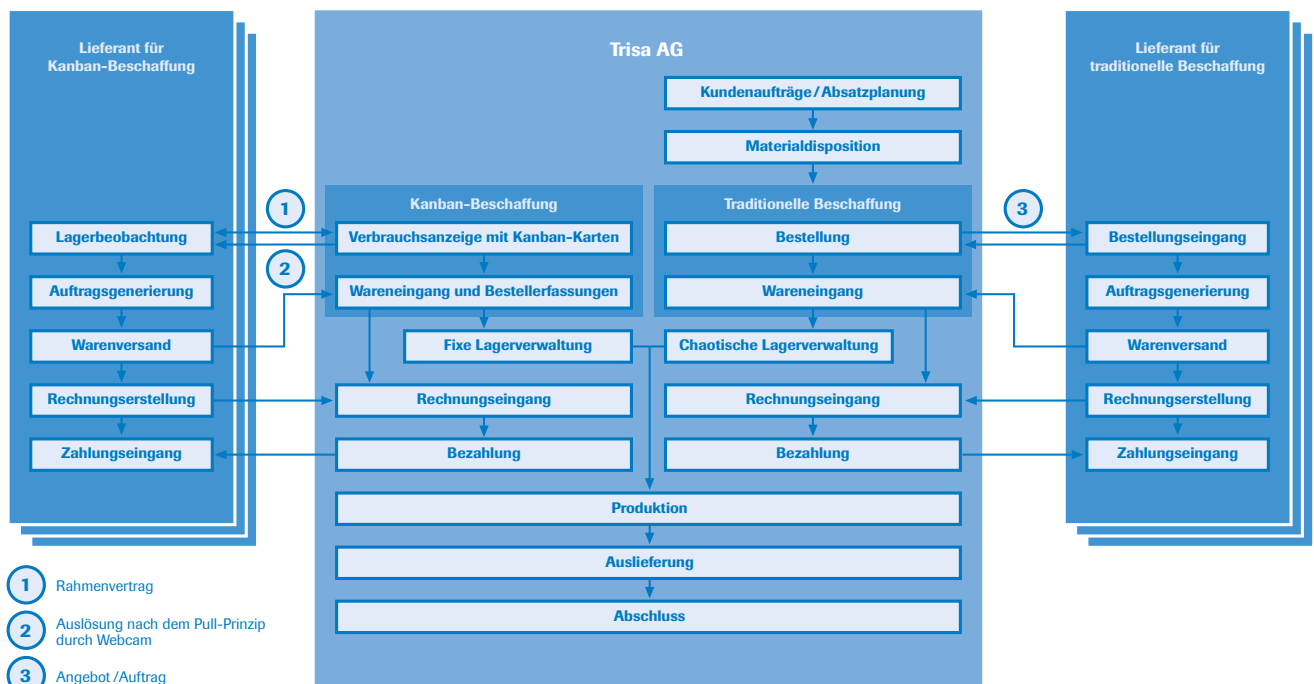 Lieferant für
Kanban-Beschaffung
Lagerbeobachtung
Auftragsgenerierung
Warenversand
Rechnungserstellung
Zahlungseingang
1
2
Trisa AG
Kundenaufträge/Absatzplanung
Materialdisposition
Kanban-Beschaffung
Verbrauchsanzeige mit Kanban-Karten
Wareneingang und Bestellerfassungen
Fixe Lagerverwaltung
Rechnungseingang
Bezahlung
Traditionelle Beschaffung
Bestellung
Wareneingang
Chaotische Lagerverwaltung
Rechnungseingang
Bezahlung
Produktion
Auslieferung
Abschluss
3
Lieferant für
traditionelle Beschaffung
Bestellungseingang
Auftragsgenerierung
Warenversand
Rechnungserstellung
Zahlungseingang
1 Rahmenvertrag
2 Auslösung nach dem Pull-Prinzip
durch Webcam
3 Angebot/Auftrag